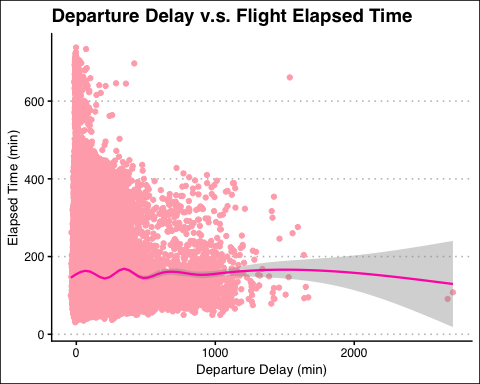 Departure Delay v.s. Flight Elapsed Time
Elapsed Time (min)
600
400
200
0
0 1000 2000
Departure Delay (min)